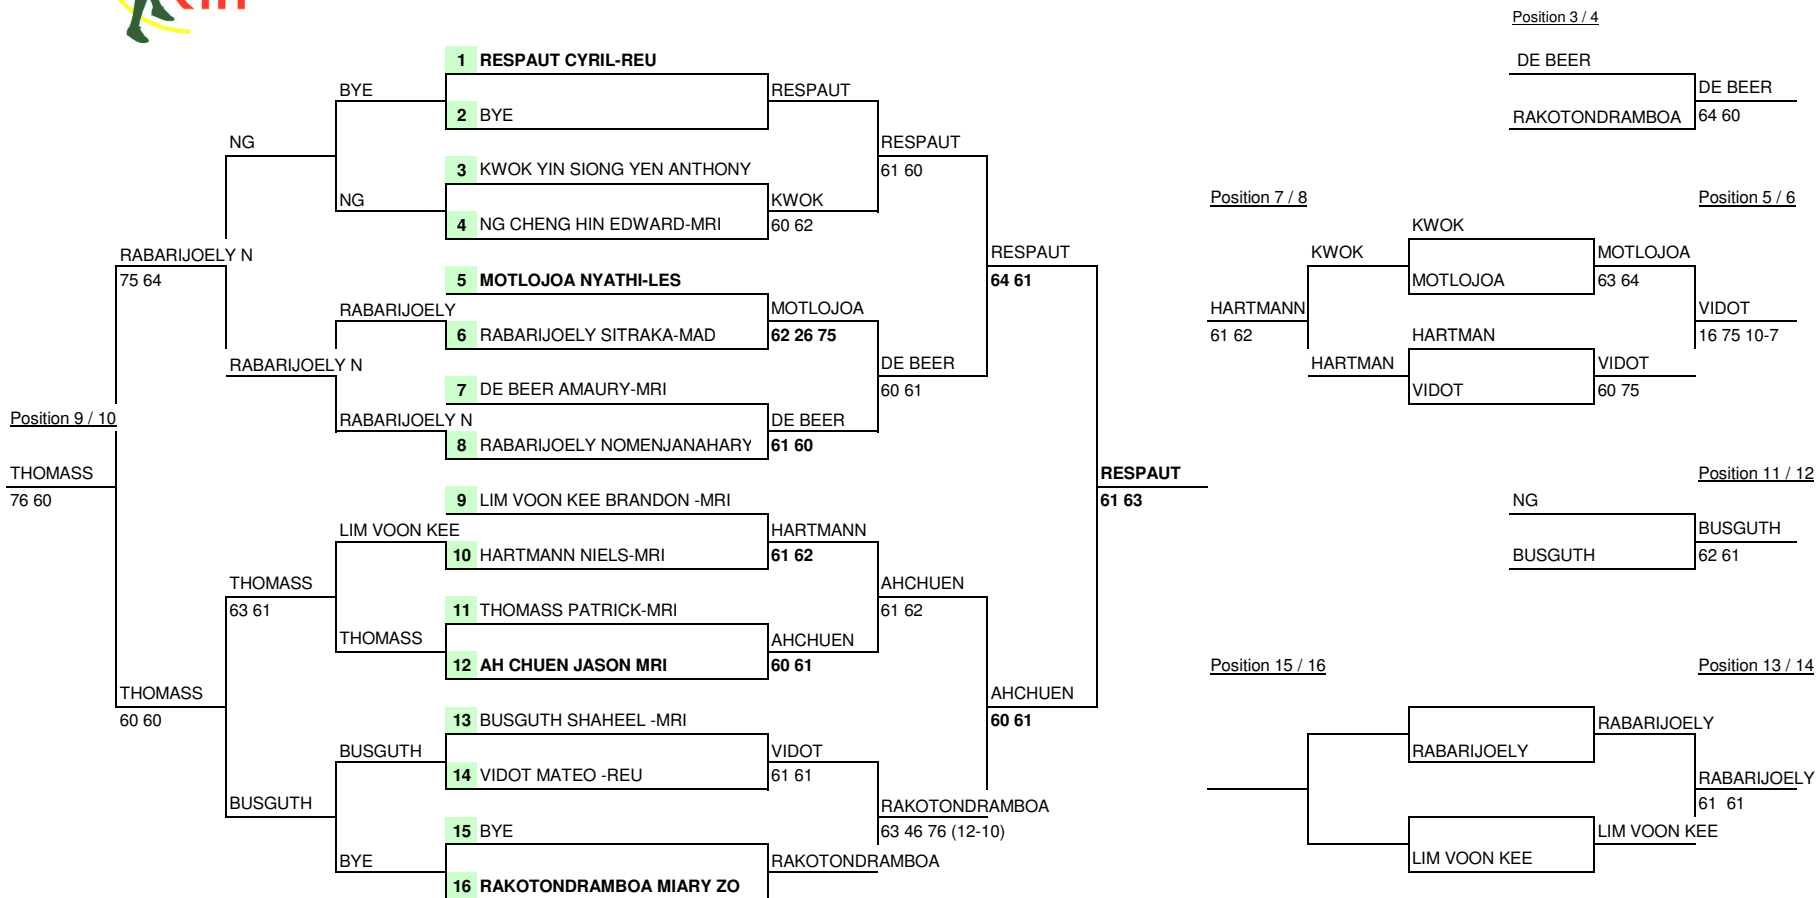 Position 3 / 4
1 RESPAUT CYRIL-REU
DE BEER
BYE
RESPAUT
DE BEER
2 BYE
RAKOTONDRAMBOA
64 60
NG
RESPAUT
3 KWOK YIN SIONG YEN ANTHONY
61 60
NG
KWOK
Position 7 / 8
Position 5 / 6
4 NG CHENG HIN EDWARD-MRI
60 62
KWOK
RABARIJOELY N
RESPAUT
KWOK
MOTLOJOA
75 64
5 MOTLOJOA NYATHI-LES
64 61
MOTLOJOA
63 64
RABARIJOELY
MOTLOJOA
HARTMANN
VIDOT
6 RABARIJOELY SITRAKA-MAD
62 26 75
61 62
HARTMAN
16 75 10-7
RABARIJOELY N
DE BEER
HARTMAN
VIDOT
7 DE BEER AMAURY-MRI
60 61
VIDOT
60 75
Position 9 / 10
RABARIJOELY N
DE BEER
8 RABARIJOELY NOMENJANAHARY
61 60
THOMASS
RESPAUT
Position 11 / 12
76 60
9 LIM VOON KEE BRANDON -MRI
61 63
NG
LIM VOON KEE
HARTMANN
BUSGUTH
10 HARTMANN NIELS-MRI
61 62
BUSGUTH
62 61
THOMASS
AHCHUEN
63 61
11 THOMASS PATRICK-MRI
61 62
THOMASS
AHCHUEN
12 AH CHUEN JASON MRI
60 61
Position 15 / 16
Position 13 / 14
THOMASS
AHCHUEN
60 60
13 BUSGUTH SHAHEEL -MRI
60 61
RABARIJOELY
BUSGUTH
VIDOT
RABARIJOELY
14 VIDOT MATEO -REU
61 61
RABARIJOELY
BUSGUTH
RAKOTONDRAMBOA
61 61
15 BYE
63 46 76 (12-10)
LIM VOON KEE
BYE
RAKOTONDRAMBOA
LIM VOON KEE
16 RAKOTONDRAMBOA MIARY ZO